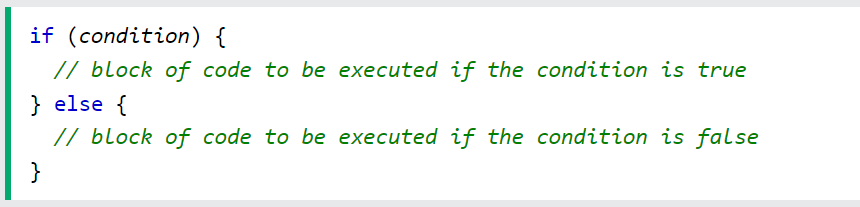 if (condition) {
  // block of code to be executed if the condition is true
} else {
  // block of code to be executed if the condition is false
}